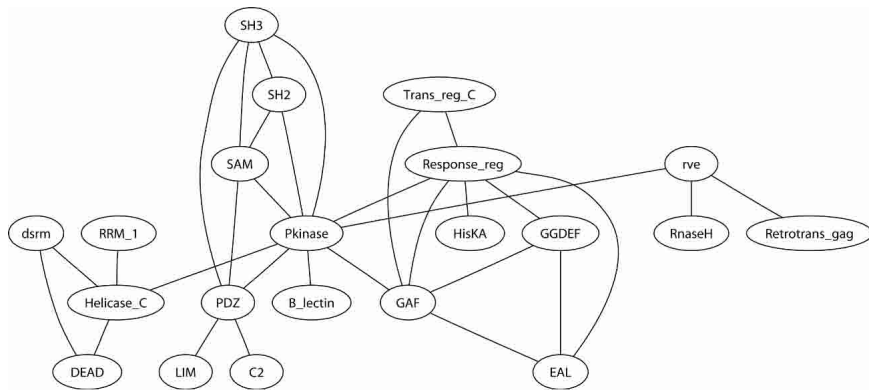 SH3
SH2
Trans_reg_C
SAM
Response_reg
rve
dsrm
RRM_1
Pkinase
HisKA
GGDEF
RnaseH
Retrotrans_gag
Helicase_C
PDZ
B_lectin
GAF
DEAD
LIM
C2
EAL